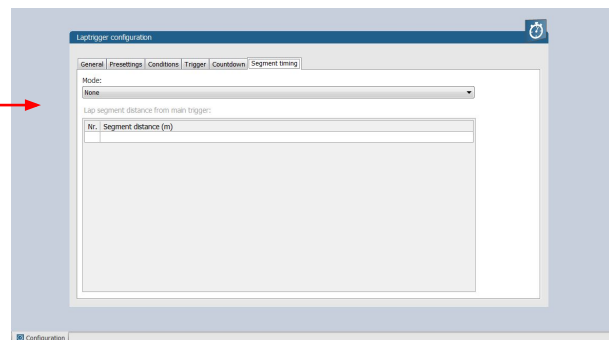 Laptrigger configuration
General Presettings Conditions Trigger Countdown Segment timing
Mode:
None
Lap segment distance from main trigger:
Nr. Segment distance (m)
Configuration